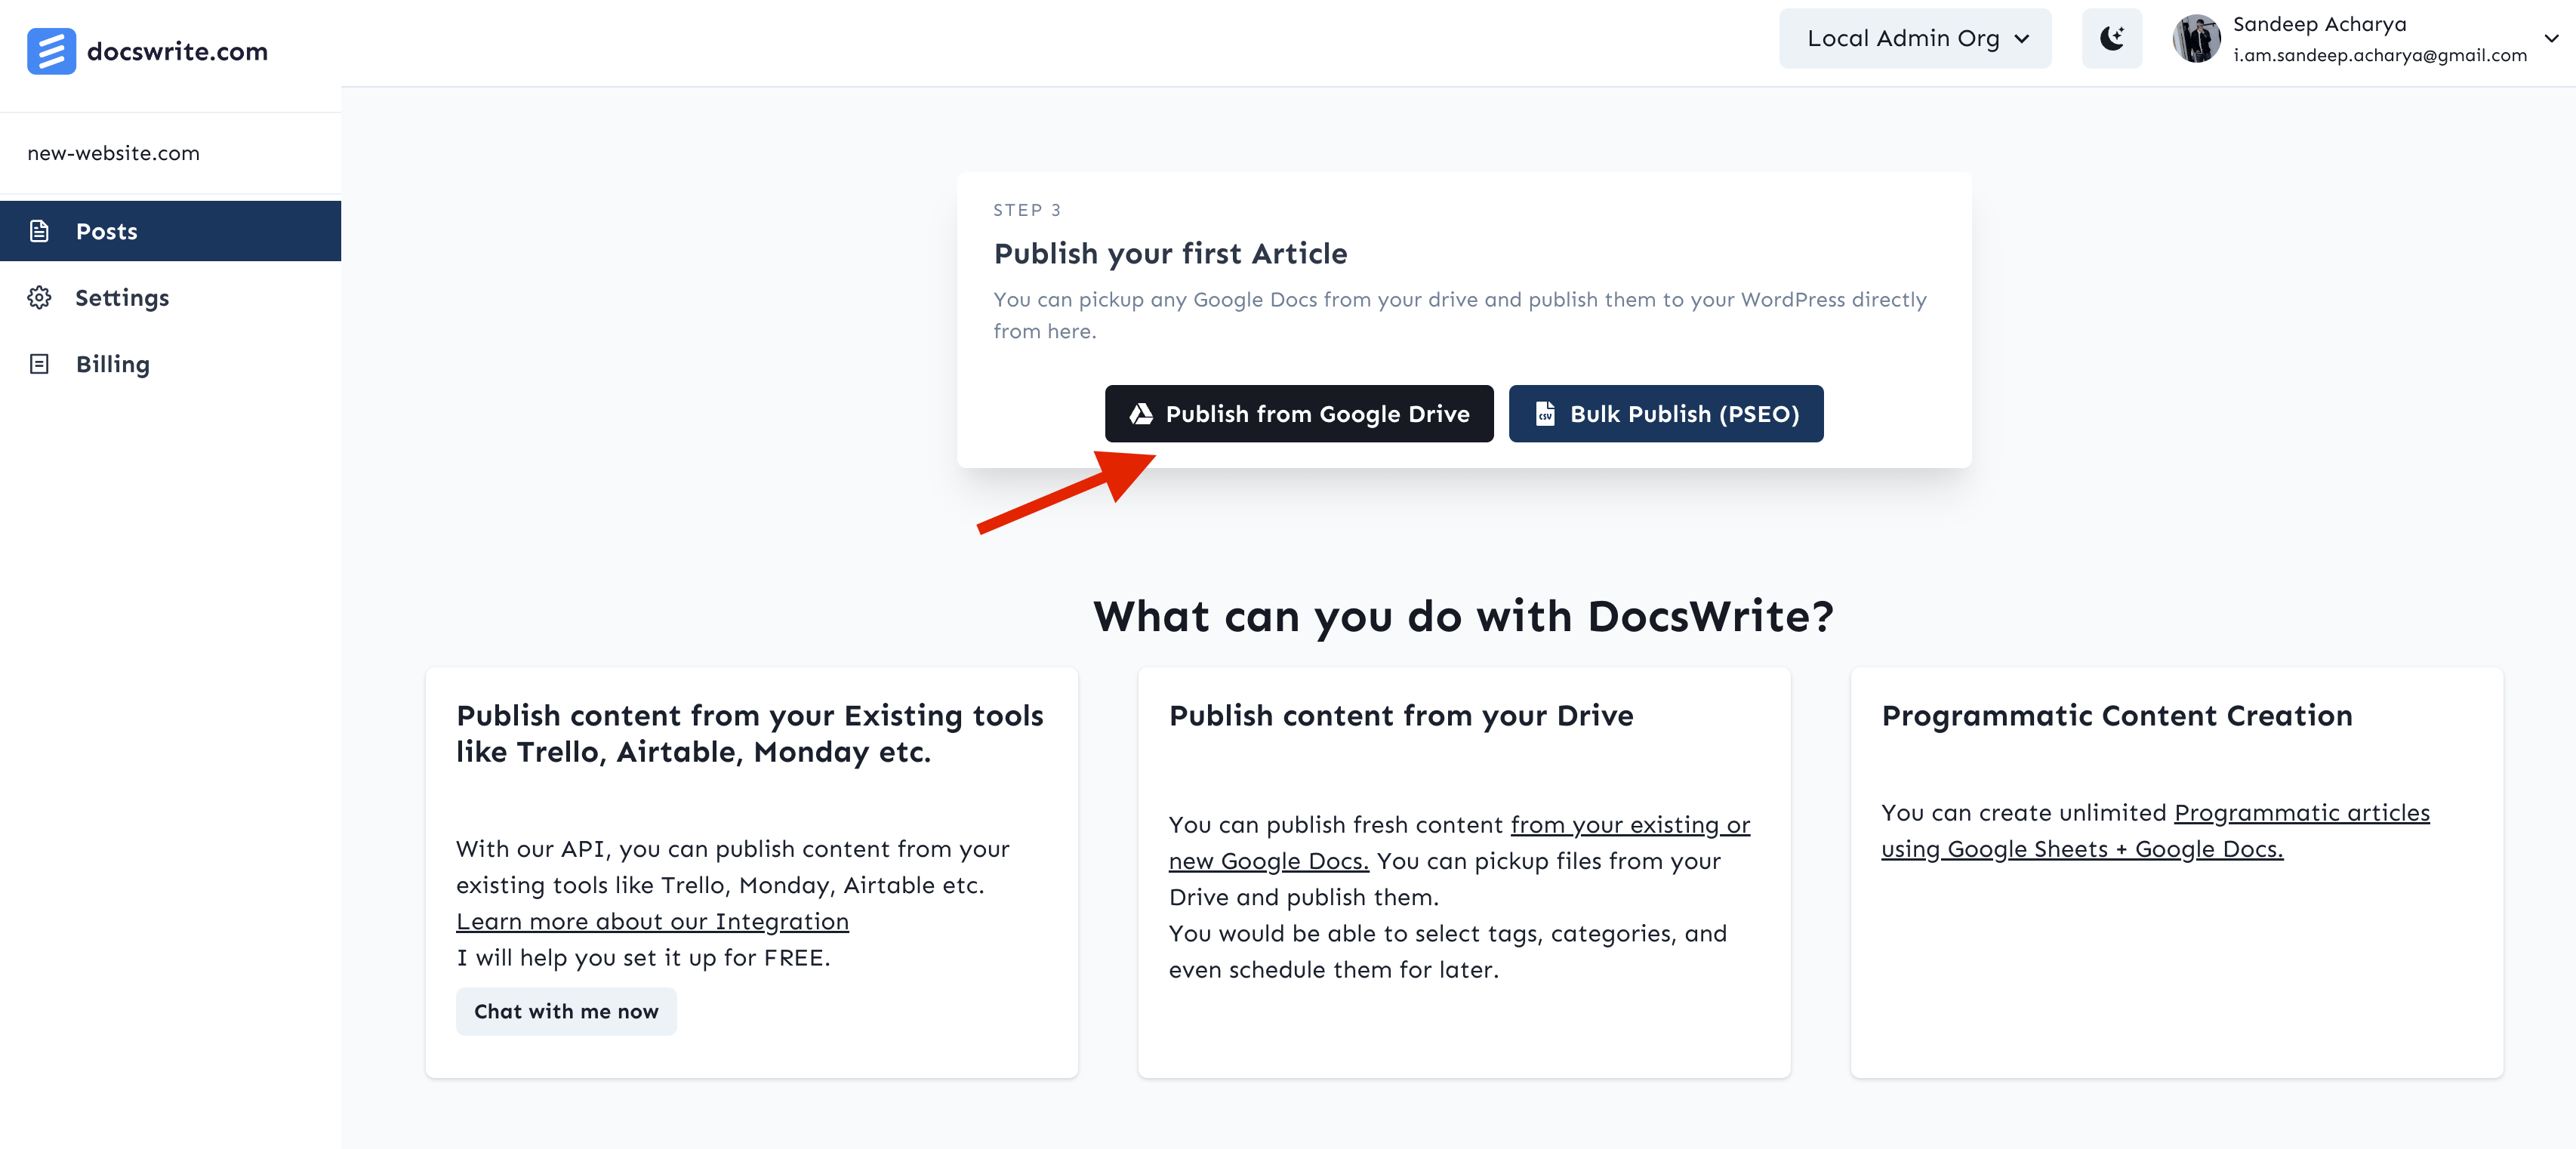 docswrite.com
Local Admin Org
Sandeep Acharya
i.am.sandeep.acharya@gmail.com
new-website.com
Posts
Settings
Billing
STEP 3
Publish your first Article
You can pickup any Google Docs from your drive and publish them to your WordPress directly
from here.
Publish from Google Drive
CSV
Bulk Publish (PSEO)
What can you do with DocsWrite?
Publish content from your Existing tools
like Trello, Airtable, Monday etc.
With our API, you can publish content from your
existing tools like Trello, Monday, Airtable etc.
Learn more about our Integration
I will help you set it up for FREE.
Chat with me now
Publish content from your Drive
You can publish fresh content from your existing or
new Google Docs. You can pickup files from your
Drive and publish them.
You would be able to select tags, categories, and
even schedule them for later.
Programmatic Content Creation
You can create unlimited Programmatic articles
using Google Sheets + Google Docs.